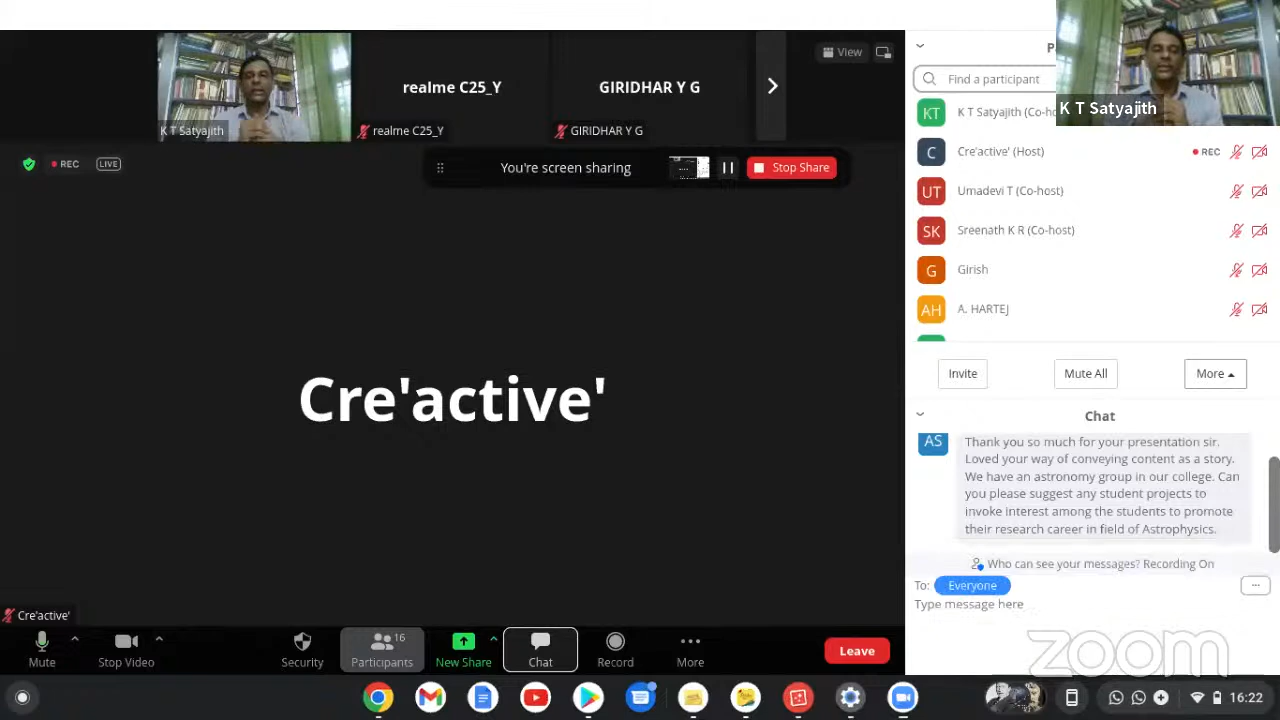 realme C25_Y
GIRIDHAR Y G
View
K T Satyajith
realme C25_Y
GIRIDHAR Y G
REC
LIVE
You're screen sharing
Stop Share
Cre'active'
Cre'active'
Mute
Stop Video
Security
16
Participants
New Share
Chat
Record
More
Leave
P
Find a participant
K T Satyajith
KT K T Satyajith (Co-h
C Cre'active' (Host) REC
UT Umadevi T (Co-host)
SK Sreenath K R (Co-host)
G Girish
AH A. HARTEJ
Invite
Mute All
More
Chat
AS
Thank you so much for your presentation sir.
Loved your way of conveying content as a story.
We have an astronomy group in our college. Can
you please suggest any student projects to
invoke interest among the students to promote
their research career in field of Astrophysics.
Who can see your messages? Recording On
To: Everyone
...
Type message here
zoom
16:22